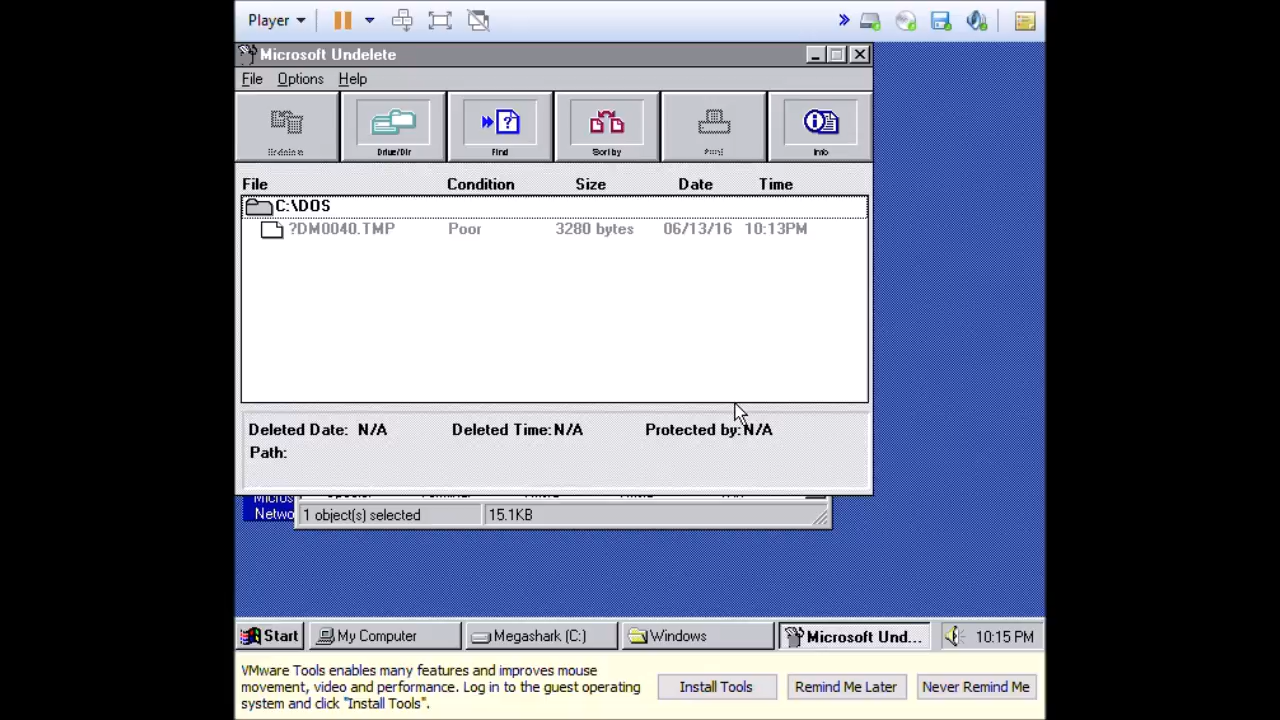 Player
Microsoft Undelete
File Options Help
Undelete Drive/Dir Find Sort by Print Info
File Condition Size Date Time
C:\DOS
?DM0040.TMP Poor 3280 bytes 06/13/16 10:13PM
Deleted Date: N/A Deleted Time: N/A Protected by: N/A
Path:
Micros
Netwo
1 object(s) selected 15.1KB
Start My Computer Megashark (C:) Windows Microsoft Und... 10:15 PM
VMware Tools enables many features and improves mouse
movement, video and performance. Log in to the guest operating
system and click "Install Tools".
Install Tools Remind Me Later Never Remind Me